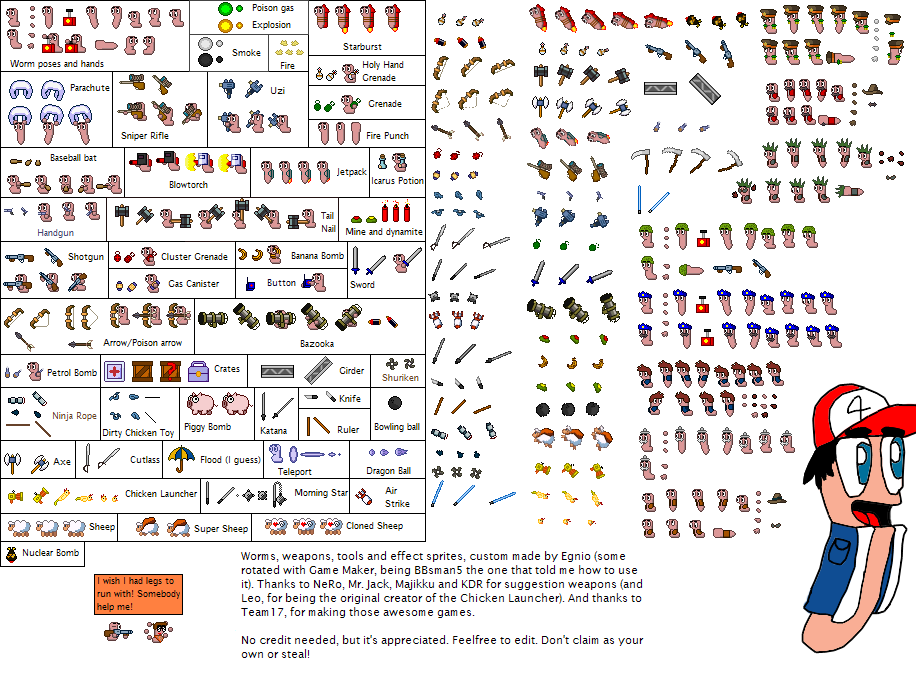 Poison gas
Explosion
Worm poses and hands
Smoke
Fire
Starburst
Holy Hand
Grenade
Parachute
Uzi
Grenade
Sniper Rifle
Fire Punch
Baseball bat
Blowtorch
Jetpack
Icarus Potion
Handgun
Tail
Nail
Mine and dynamite
Shotgun
Cluster Grenade
Banana Bomb
Gas Canister
Button
Sword
Arrow/Poison arrow
Bazooka
Petrol Bomb
Crates
Girder
Shuriken
Ninja Rope
Dirty Chicken Toy
Piggy Bomb
Katana
Knife
Ruler
Bowling ball
Axe
Cutlass
Flood (I guess)
Teleport
Dragon Ball
Chicken Launcher
Morning Star
Air
Strike
Sheep
Super Sheep
Cloned Sheep
Nuclear Bomb
I wish I had legs to
run with! Somebody
help me!
Worms, weapons, tools and effect sprites, custom made by Egnio (some
rotated with Game Maker, being BBsman5 the one that told me how to use
it). Thanks to NeRo, Mr. Jack, Majikku and KDR for suggestion weapons (and
Leo, for being the original creator of the Chicken Launcher). And thanks to
Team17, for making those awesome games.
No credit needed, but it's appreciated. Feelfree to edit. Don't claim as your
own or steal!
4